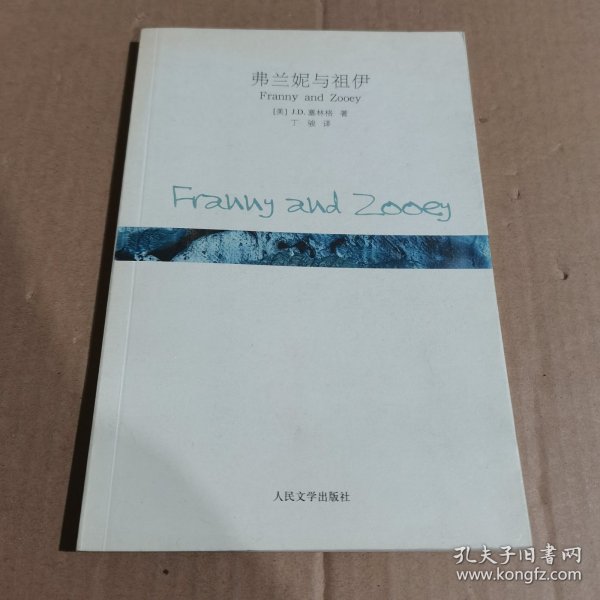 弗兰妮与祖伊
Franny and Zooey
[美] J.D. 塞林格 著
丁骏 译
Franny and Zooey
人民文学出版社
孔夫子旧书网
www.kongfz.com